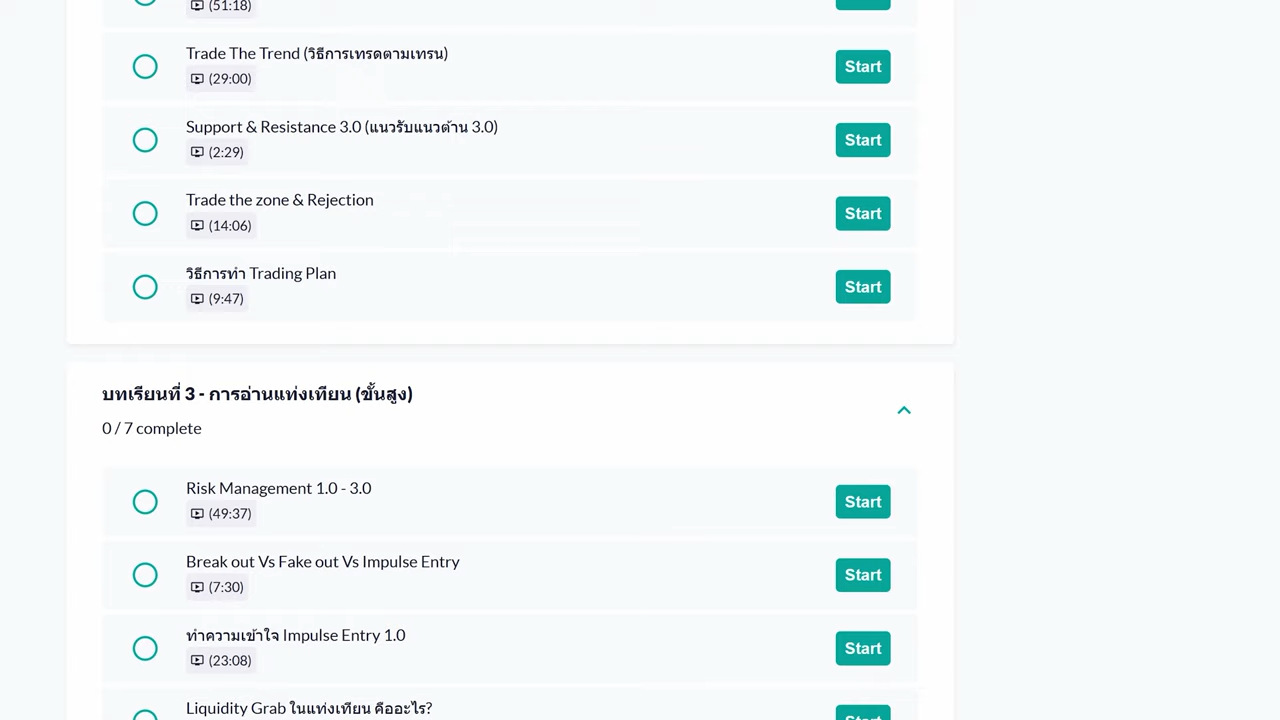 (51:18)
Trade The Trend (วิธีการเทรดตามเทรน)
(29:00)
Start
Support & Resistance 3.0 (แนวรับแนวต้าน 3.0)
(2:29)
Start
Trade the zone & Rejection
(14:06)
Start
วิธีการทำ Trading Plan
(9:47)
Start
บทเรียนที่ 3 - การอ่านแท่งเทียน (ขั้นสูง)
0 / 7 complete
Risk Management 1.0 - 3.0
(49:37)
Start
Break out Vs Fake out Vs Impulse Entry
(7:30)
Start
ทำความเข้าใจ Impulse Entry 1.0
(23:08)
Start
Liquidity Grab ในแท่งเทียน คืออะไร?
Start